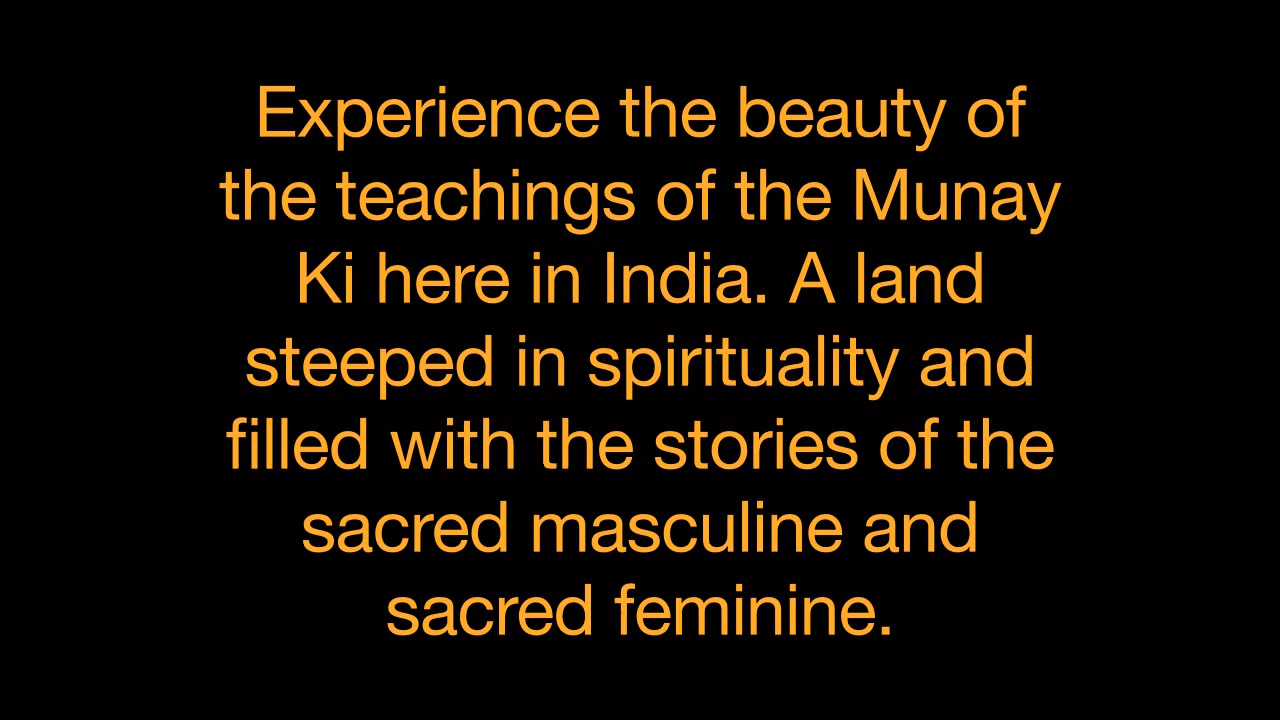 Experience the beauty of
the teachings of the Munay
Ki here in India. A land
steeped in spirituality and
filled with the stories of the
sacred masculine and
sacred feminine.